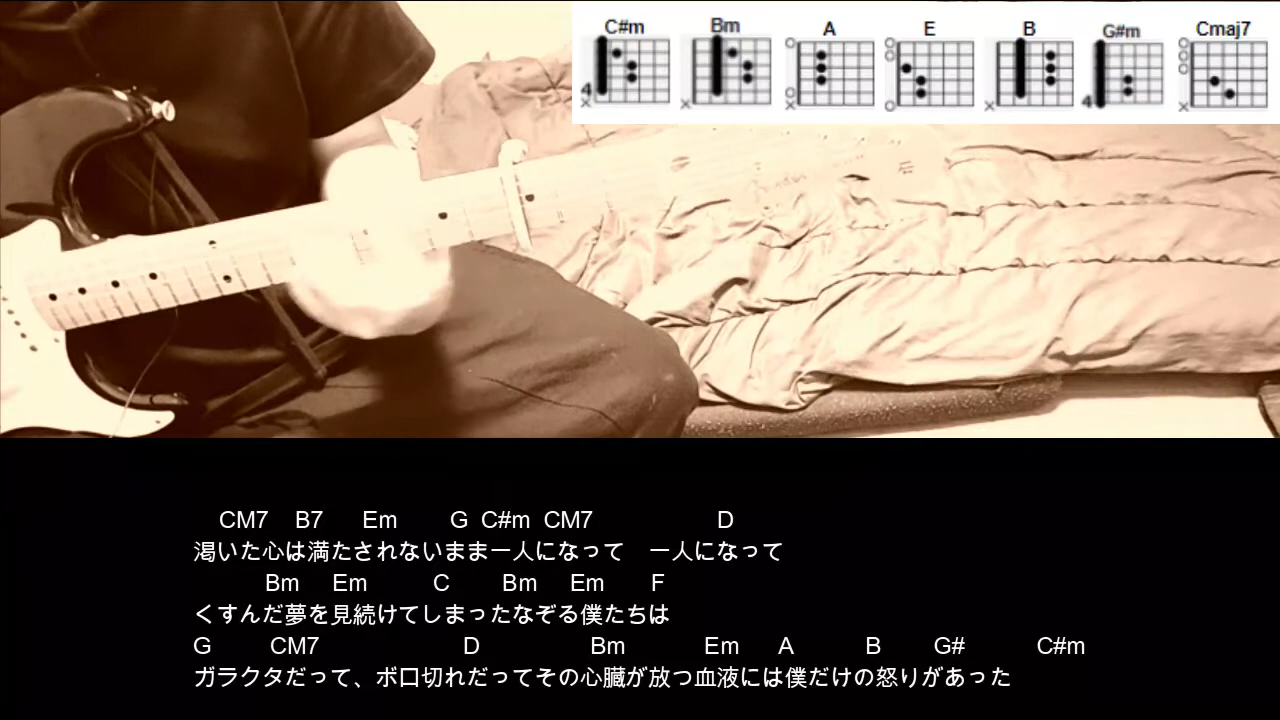 C#m Bm A E B G#m Cmaj7
4 4
CM7 B7 Em G C#m CM7 D
渇いた心は満たされないまま一人になって　一人になって
Bm Em C Bm Em F
くすんだ夢を見続けてしまったなぞる僕たちは
G CM7 D Bm Em A B G# C#m
ガラクタだって、ボロ切れだってその心臓が放つ血液には僕だけの怒りがあった